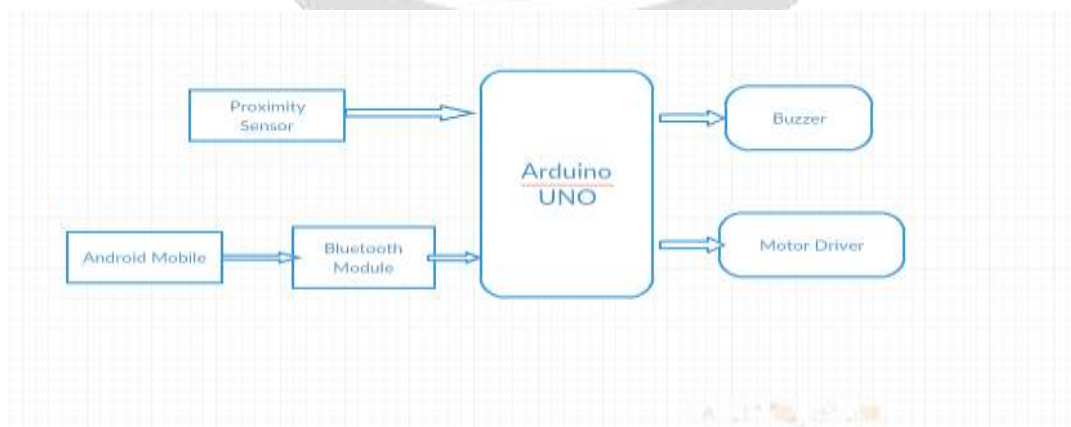 Proximity
Sensor
Arduino
UNO
Buzzer
Android Mobile
Bluetooth
Module
Motor Driver